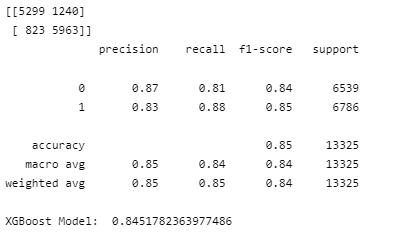 [[5299 1240]
 [ 823 5963]]
              precision    recall  f1-score   support

           0       0.87      0.81      0.84      6539
           1       0.83      0.88      0.85      6786

    accuracy                           0.85     13325
   macro avg       0.85      0.84      0.84     13325
weighted avg       0.85      0.85      0.84     13325

XGBoost Model:  0.8451782363977486